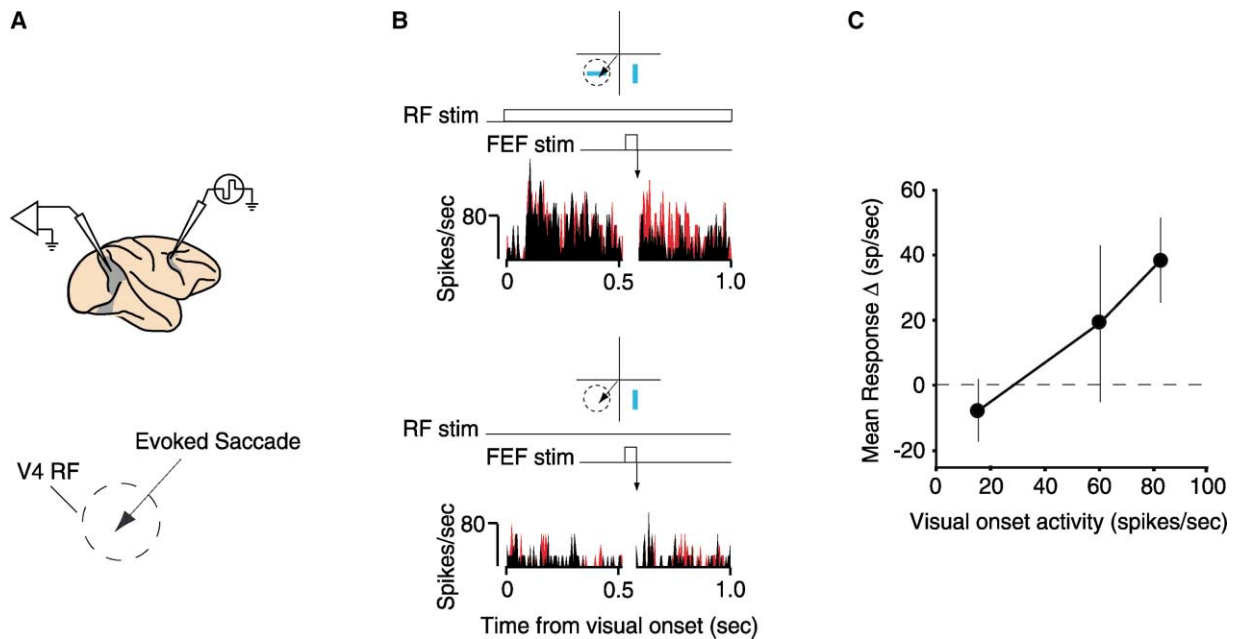 A
V4 RF
Evoked Saccade
B
RF stim
FEF stim
Spikes/sec
80
0
0.5
1.0
RF stim
FEF stim
Spikes/sec
80
0
0.5
1.0
Time from visual onset (sec)
C
Mean Response Δ (sp/sec)
60
40
20
0
-20
0
20
40
60
80
100
Visual onset activity (spikes/sec)